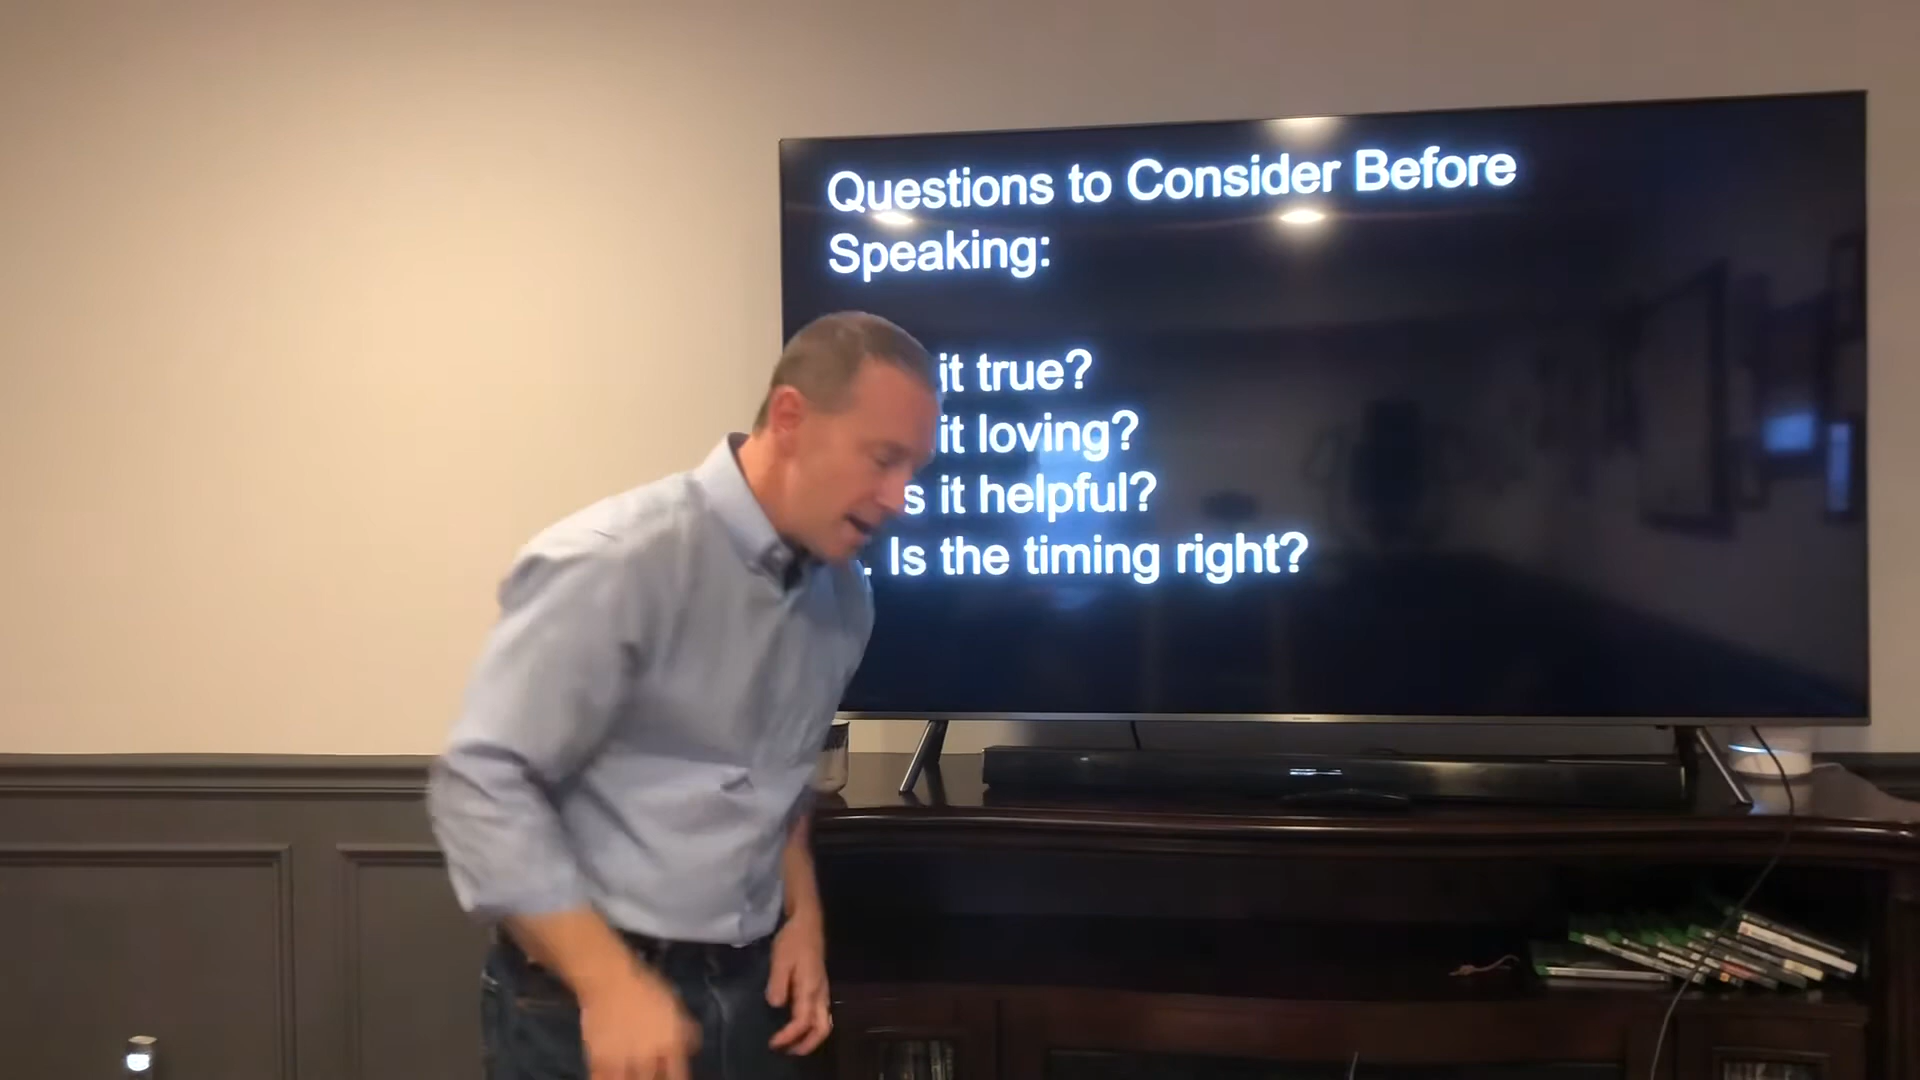 Questions to Consider Before
Speaking:
it true?
it loving?
s it helpful?
. Is the timing right?